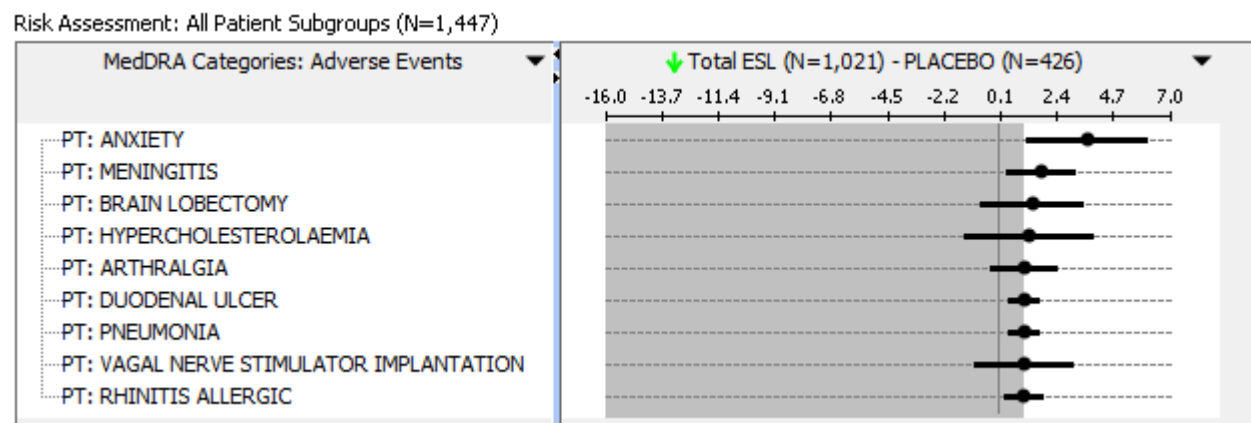 Risk Assessment: All Patient Subgroups (N=1,447)
MedDRA Categories: Adverse Events
Total ESL (N=1,021) - PLACEBO (N=426)
-16.0 -13.7 -11.4 -9.1 -6.8 -4.5 -2.2 0.1 2.4 4.7 7.0
PT: ANXIETY
PT: MENINGITIS
PT: BRAIN LOBECTOMY
PT: HYPERCHOLESTEROLAEMIA
PT: ARTHRALGIA
PT: DUODENAL ULCER
PT: PNEUMONIA
PT: VAGAL NERVE STIMULATOR IMPLANTATION
PT: RHINITIS ALLERGIC